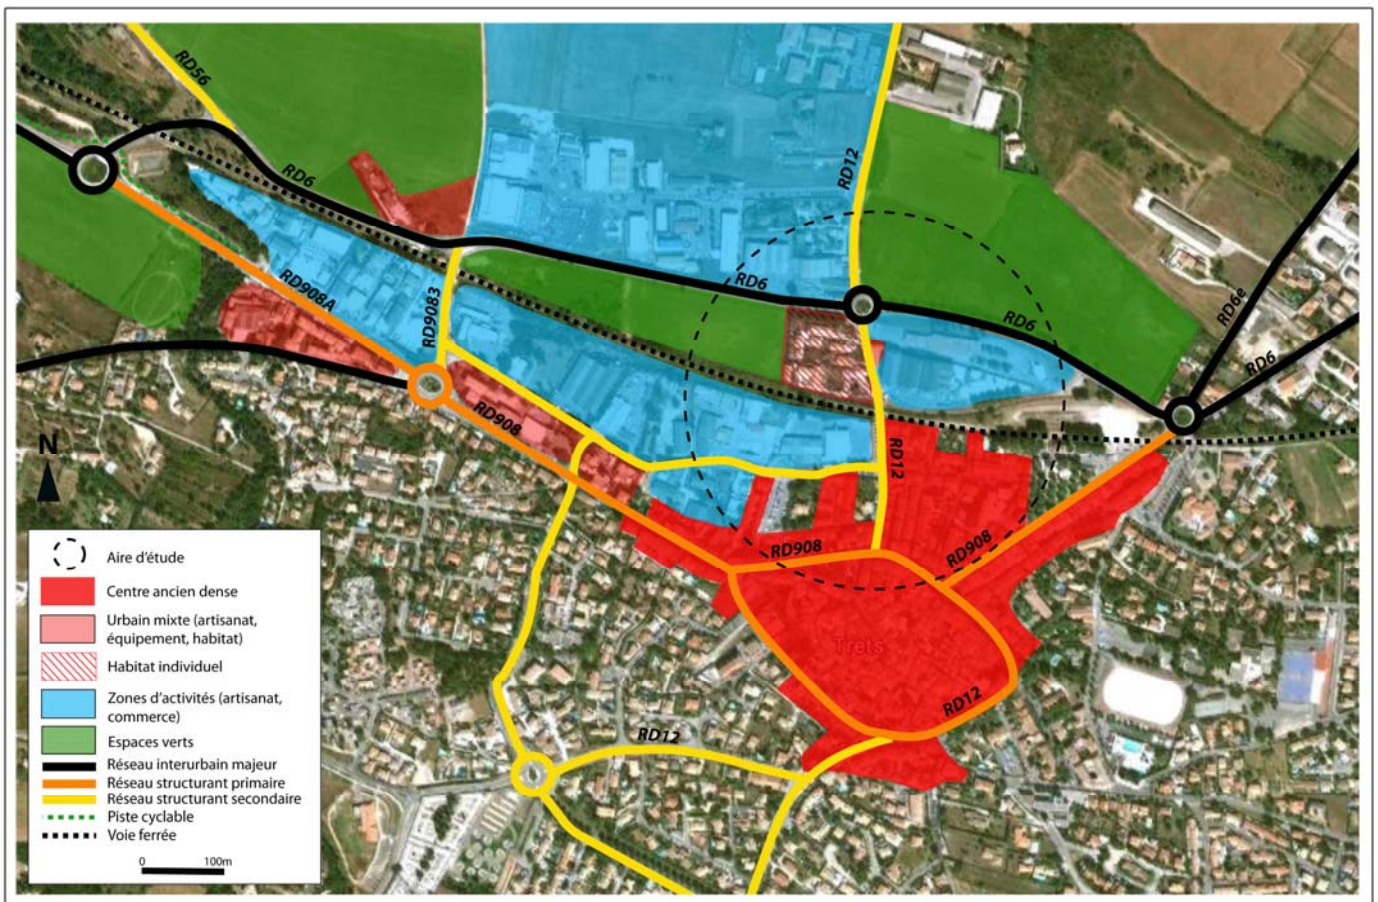 RD56
RD12
RD6
RD6
RD6
RD6e
RD6
RD908A
RD9083
RD908
RD12
RD908
RD908
Trets
RD12
RD12
N
Aire d'étude
Centre ancien dense
Urbain mixte (artisanat,
équipement, habitat)
Habitat individuel
Zones d'activités (artisanat,
commerce)
Espaces verts
Réseau interurbain majeur
Réseau structurant primaire
Réseau structurant secondaire
Piste cyclable
Voie ferrée
0 100m